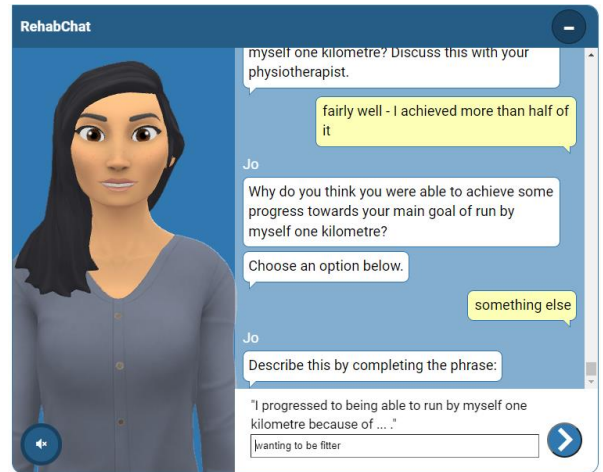 RehabChat
myself one kilometre? Discuss this with your
physiotherapist.
fairly well - I achieved more than half of
it
Jo
Why do you think you were able to achieve some
progress towards your main goal of run by
myself one kilometre?
Choose an option below.
something else
Jo
Describe this by completing the phrase:
"I progressed to being able to run by myself one
kilometre because of ... ."
wanting to be fitter